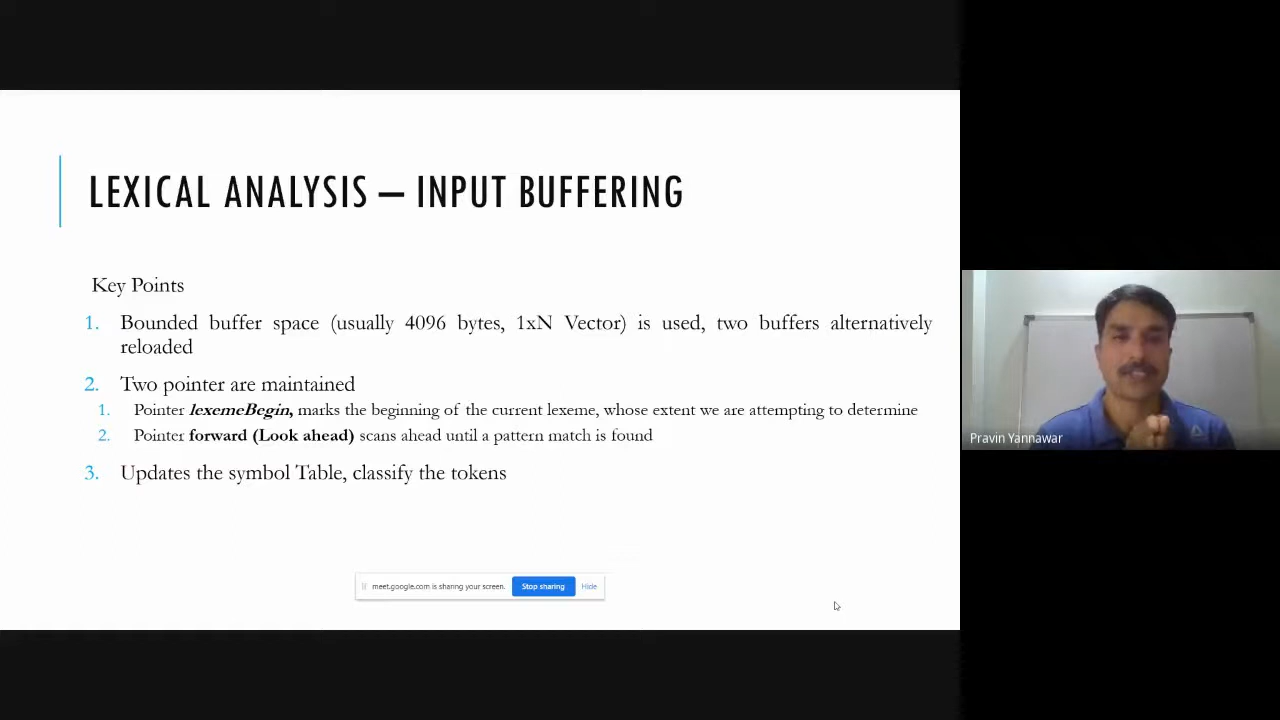 LEXICAL ANALYSIS – INPUT BUFFERING
Key Points
1. Bounded buffer space (usually 4096 bytes, 1xN Vector) is used, two buffers alternatively
reloaded
2. Two pointer are maintained
1. Pointer lexemeBegin, marks the beginning of the current lexeme, whose extent we are attempting to determine
2. Pointer forward (Look ahead) scans ahead until a pattern match is found
3. Updates the symbol Table, classify the tokens
meet.google.com is sharing your screen. Stop sharing Hide
Pravin Yannawar